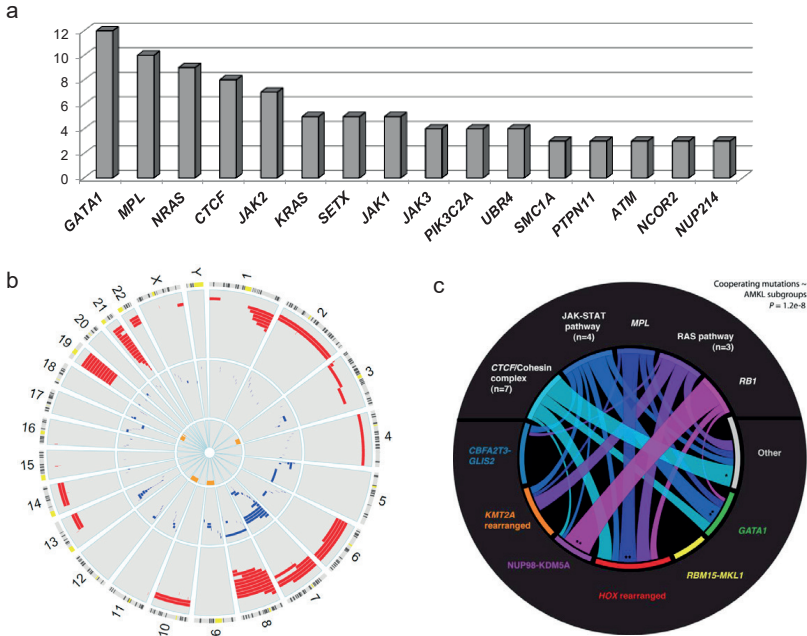 a
12
10
8
6
4
2
0
GATA1
MPL
NRAS
CTCF
JAK2
KRAS
SETX
JAK1
JAK3
PIK3C2A
UBR4
SMC1A
PTPN11
ATM
NCOR2
NUP214
b
1
2
3
4
5
6
7
8
9
10
11
12
13
14
15
16
17
18
19
20
21
22
X
Y
c
Cooperating mutations ~
AMKL subgroups
P = 1.2e-8
JAK-STAT
pathway
(n=4)
MPL
RAS pathway
(n=3)
CTCF/Cohesin
complex
(n=7)
RB1
CBFA2T3-
GLIS2
Other
KMT2A
rearranged
GATA1
NUP98-KDM5A
RBM15-MKL1
HOX rearranged